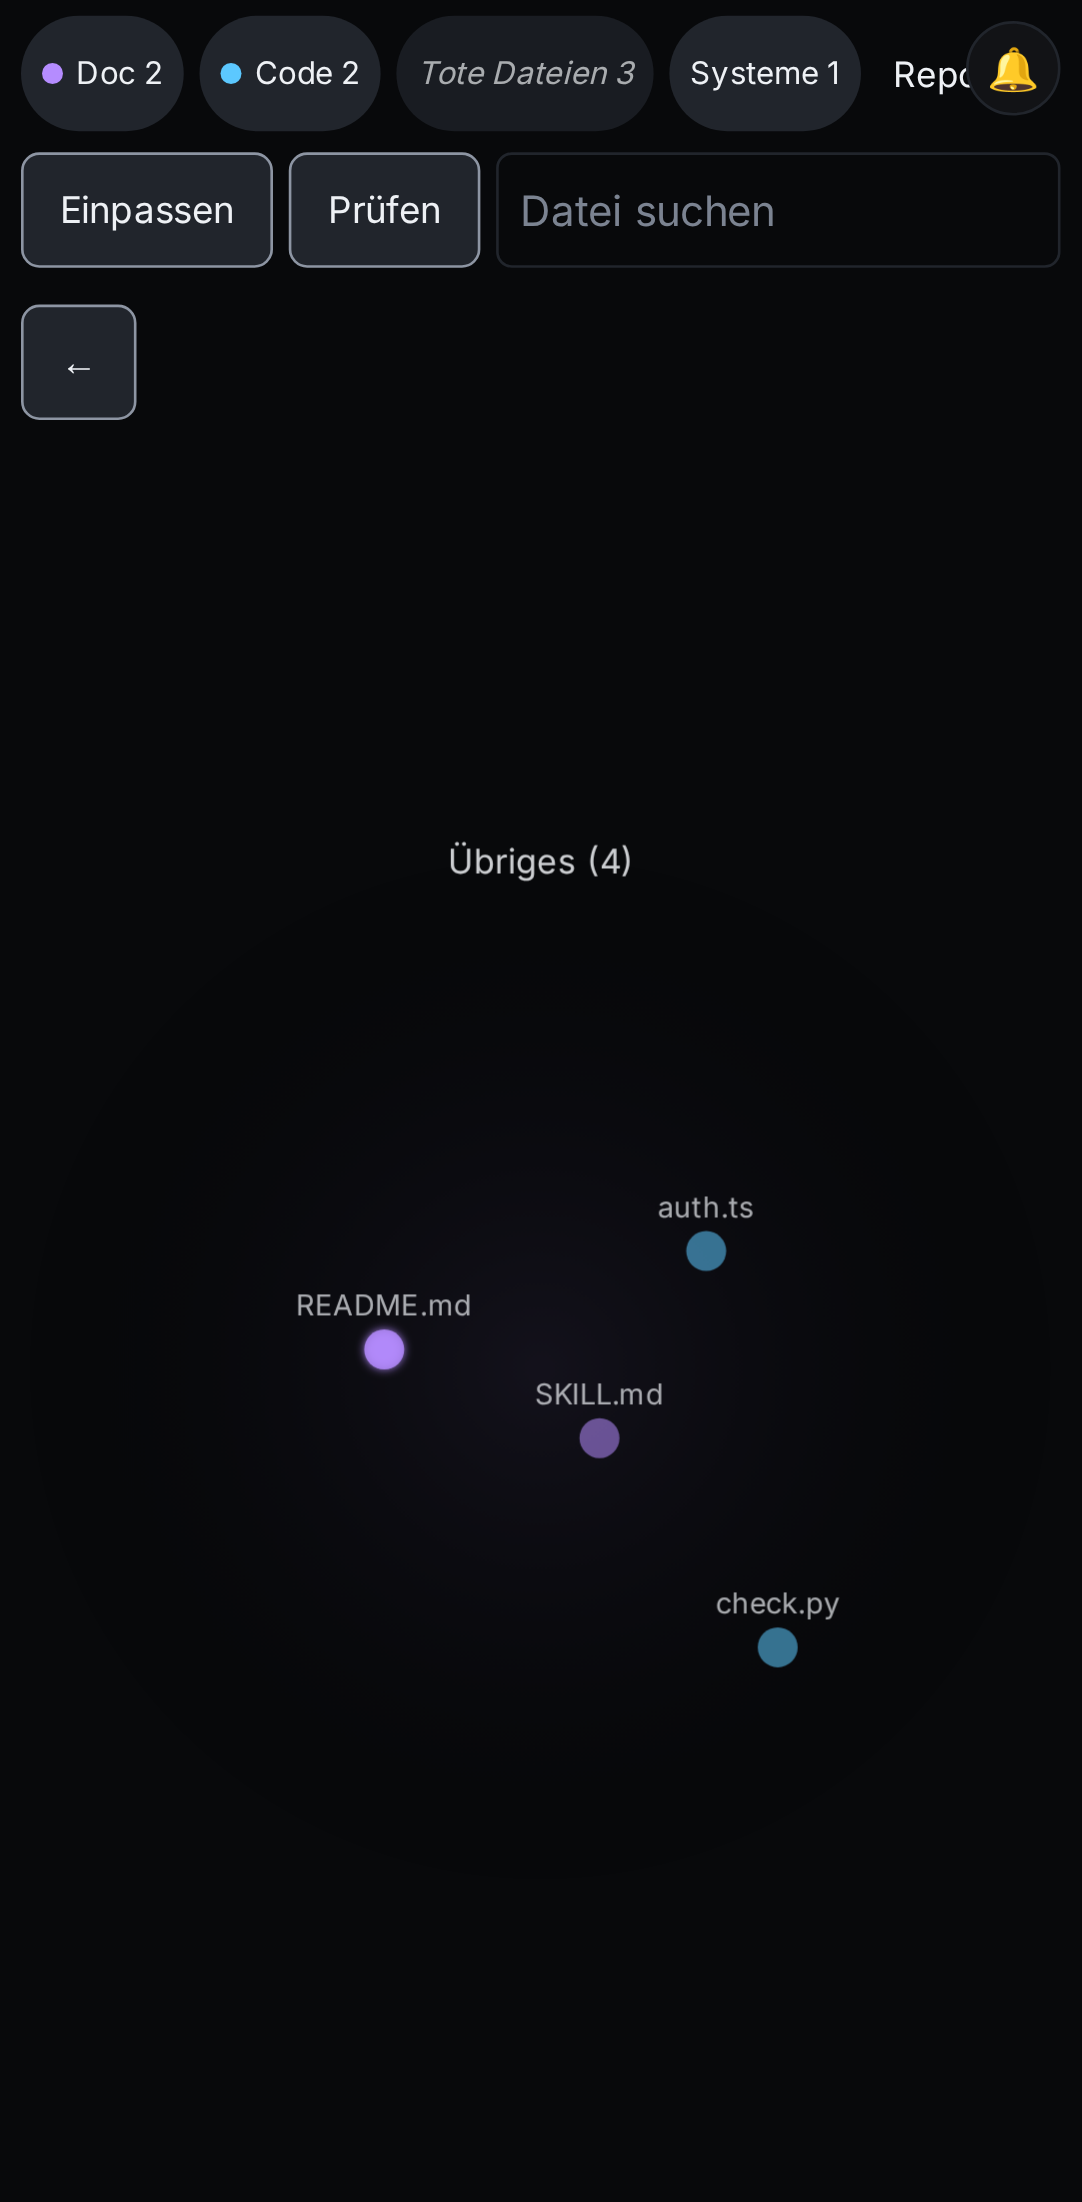 Doc 2 Code 2 Tote Dateien 3 Systeme 1
Einpassen Prüfen Datei suchen
←
Übriges (4)
auth.ts
README.md
SKILL.md
check.py